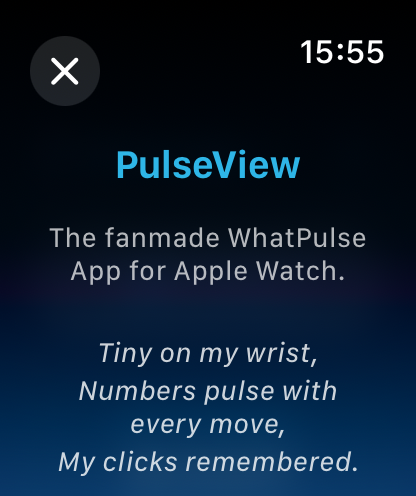 15:55
PulseView
The fanmade WhatPulse
App for Apple Watch.
Tiny on my wrist,
Numbers pulse with
every move,
My clicks remembered.